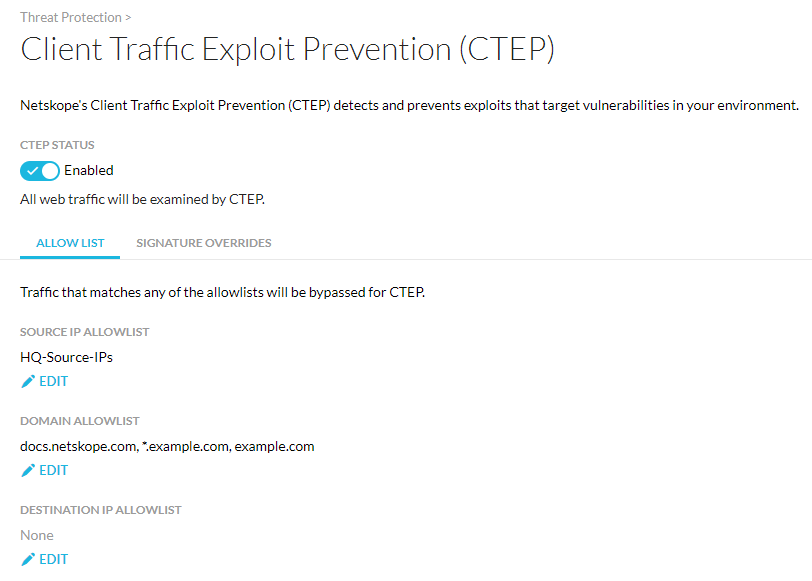 Threat Protection >
Client Traffic Exploit Prevention (CTEP)
Netskope's Client Traffic Exploit Prevention (CTEP) detects and prevents exploits that target vulnerabilities in your environment.
CTEP STATUS
Enabled
All web traffic will be examined by CTEP.
ALLOW LIST SIGNATURE OVERRIDES
Traffic that matches any of the allowlists will be bypassed for CTEP.
SOURCE IP ALLOWLIST
HQ-Source-IPs
EDIT
DOMAIN ALLOWLIST
docs.netskope.com, *.example.com, example.com
EDIT
DESTINATION IP ALLOWLIST
None
EDIT